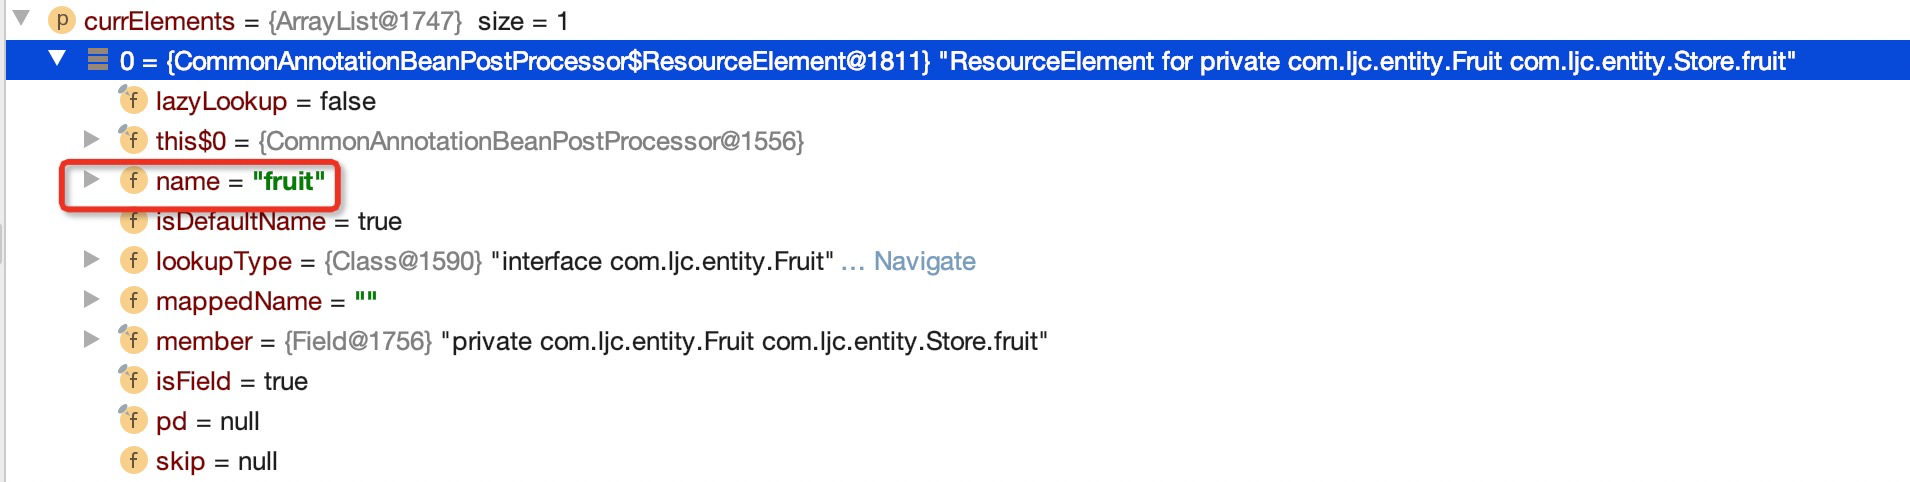 p currElements = {ArrayList@1747} size = 1
0 = {CommonAnnotationBeanPostProcessor$ResourceElement@1811} "ResourceElement for private com.ljc.entity.Fruit com.ljc.entity.Store.fruit"
f lazyLookup = false
f this$0 = {CommonAnnotationBeanPostProcessor@1556}
f name = "fruit"
f isDefaultName = true
f lookupType = {Class@1590} "interface com.ljc.entity.Fruit" ... Navigate
f mappedName = ""
f member = {Field@1756} "private com.ljc.entity.Fruit com.ljc.entity.Store.fruit"
f isField = true
f pd = null
f skip = null